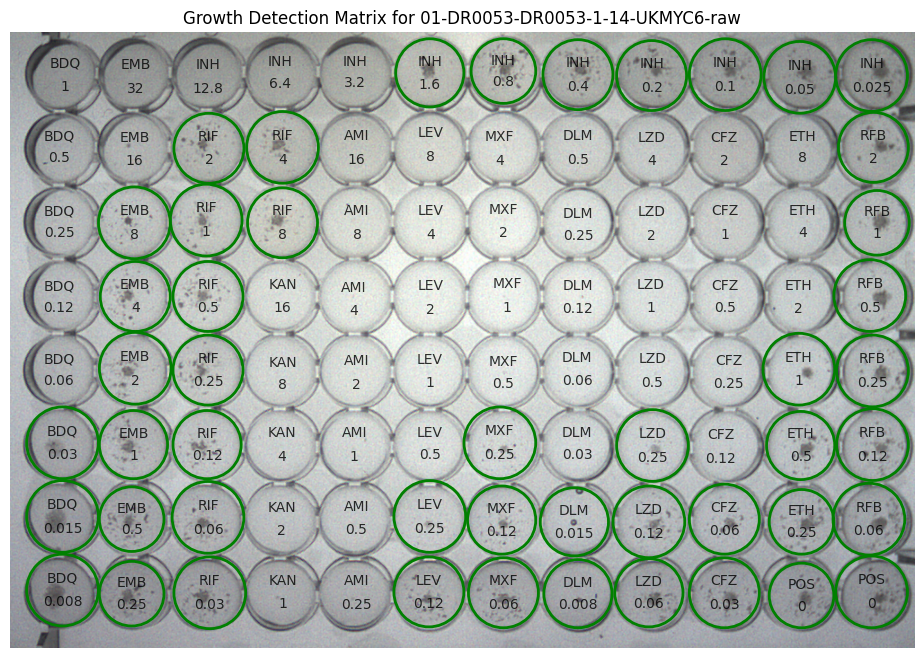 Growth Detection Matrix for 01-DR0053-DR0053-1-14-UKMYC6-raw
BDQ EMB INH INH INH INH INH INH INH INH INH INH
1 32 12.8 6.4 3.2 1.6 0.8 0.4 0.2 0.1 0.05 0.025
BDQ EMB RIF RIF AMI LEV MXF DLM LZD CFZ ETH RFB
0.5 16 2 4 16 8 4 0.5 4 2 8 2
BDQ EMB RIF RIF AMI LEV MXF DLM LZD CFZ ETH RFB
0.25 8 1 8 8 4 2 0.25 2 1 4 1
BDQ EMB RIF KAN AMI LEV MXF DLM LZD CFZ ETH RFB
0.12 4 0.5 16 4 2 1 0.12 1 0.5 2 0.5
BDQ EMB RIF KAN AMI LEV MXF DLM LZD CFZ ETH RFB
0.06 2 0.25 8 2 1 0.5 0.06 0.5 0.25 1 0.25
BDQ EMB RIF KAN AMI LEV MXF DLM LZD CFZ ETH RFB
0.03 1 0.12 4 1 0.5 0.25 0.03 0.25 0.12 0.5 0.12
BDQ EMB RIF KAN AMI LEV MXF DLM LZD CFZ ETH RFB
0.015 0.5 0.06 2 0.5 0.25 0.12 0.015 0.12 0.06 0.25 0.06
BDQ EMB RIF KAN AMI LEV MXF DLM LZD CFZ POS POS
0.008 0.25 0.03 1 0.25 0.12 0.06 0.008 0.06 0.03 0 0